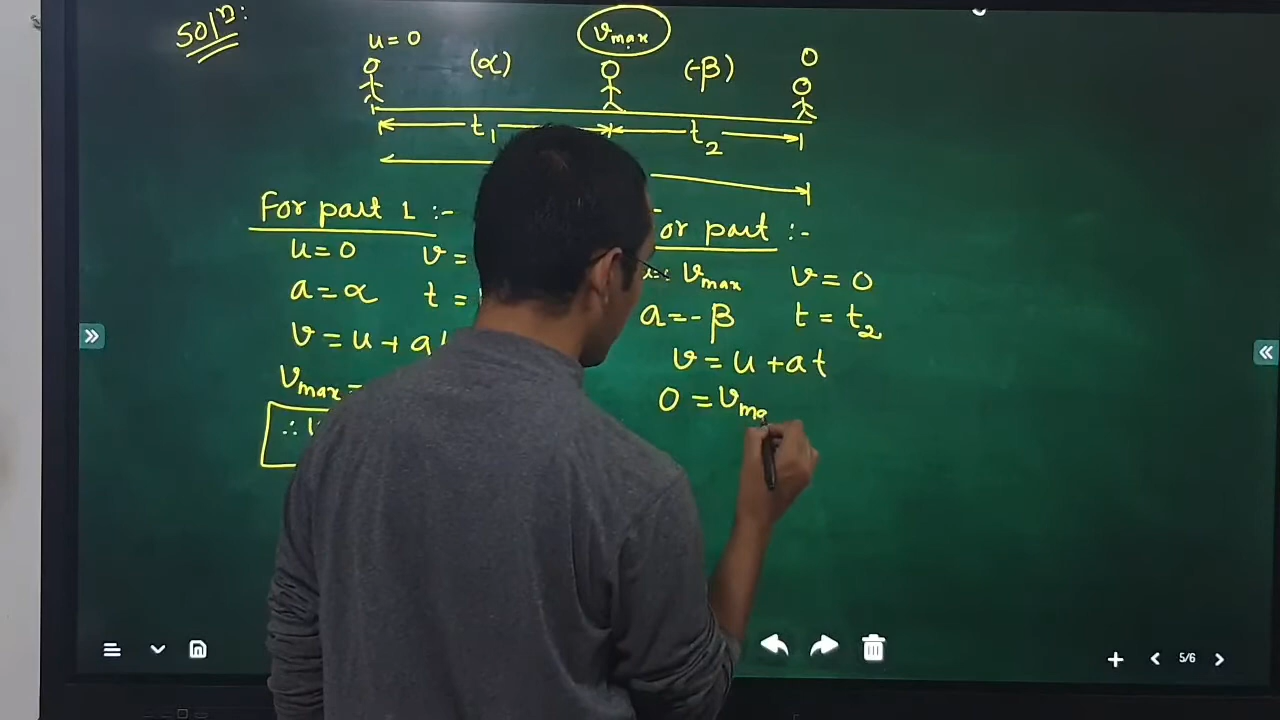 Solⁿ:
u = 0
vmax
(α)
(-β)
0
t₁
t₂
For part 1 :-
u = 0
v =
a = α
t =
v = u + a
vmax =
∴
or part :-
u = vmax
v = 0
a = - β
t = t₂
v = u + at
0 = vma
5/6